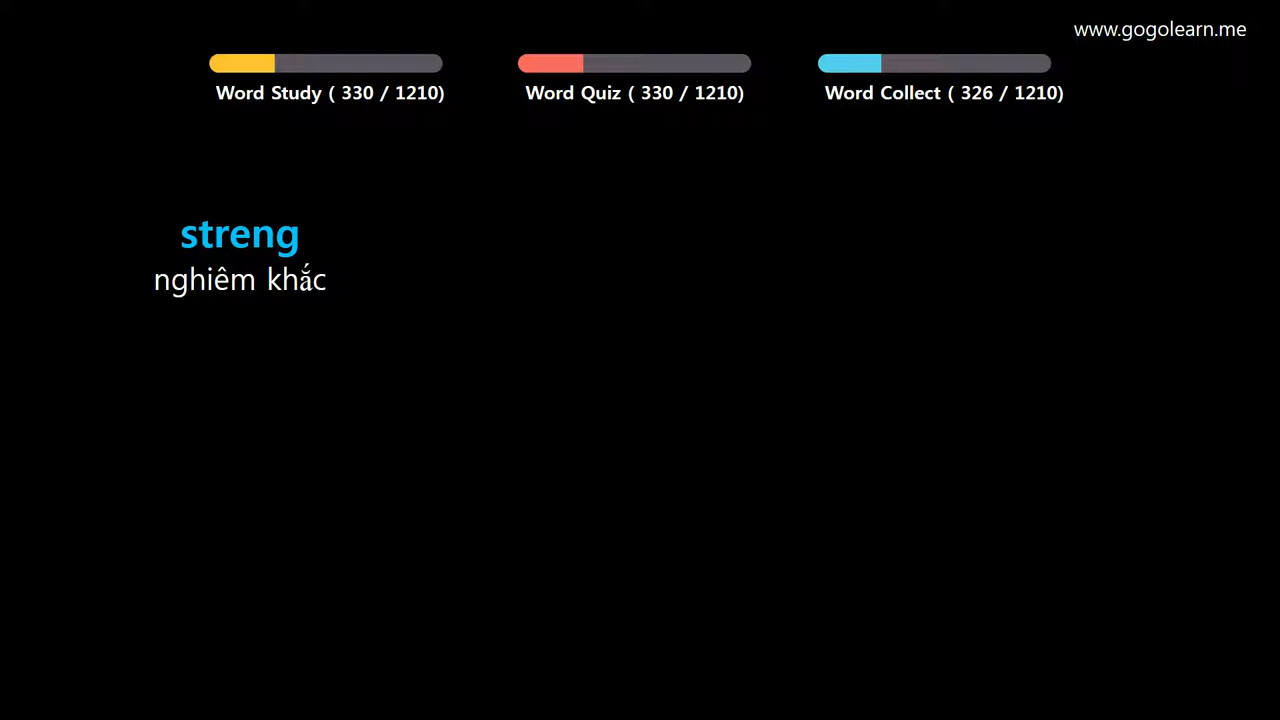 www.gogolearn.me
Word Study ( 330 / 1210)
Word Quiz ( 330 / 1210)
Word Collect ( 326 / 1210)
streng
nghiêm khắc